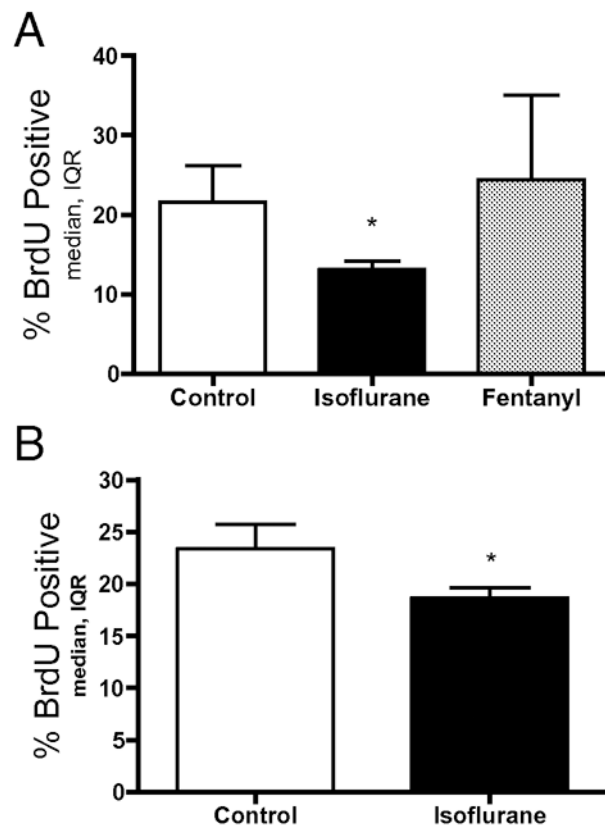 A
% BrdU Positive
median, IQR
40
30
20
10
0
*
Control Isoflurane Fentanyl
B
% BrdU Positive
median, IQR
30
25
20
15
10
5
0
*
Control Isoflurane